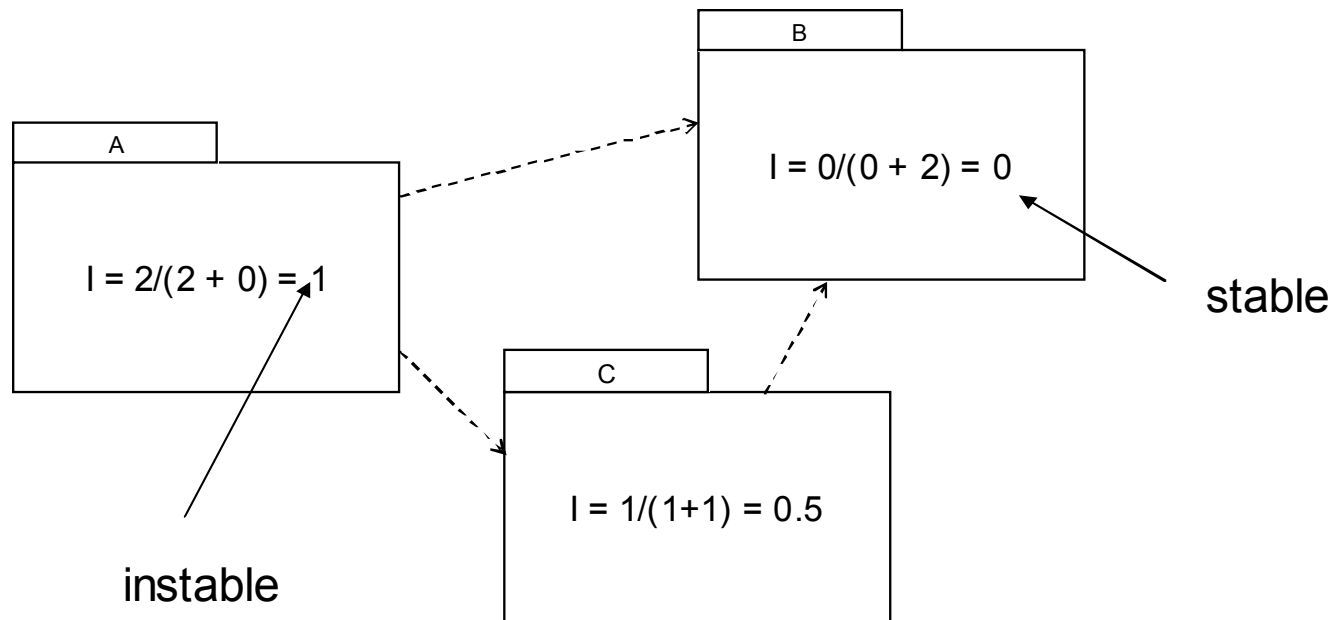 B
A
I = 0/(0 + 2) = 0
I = 2/(2 + 0) = 1
stable
C
I = 1/(1+1) = 0.5
instable